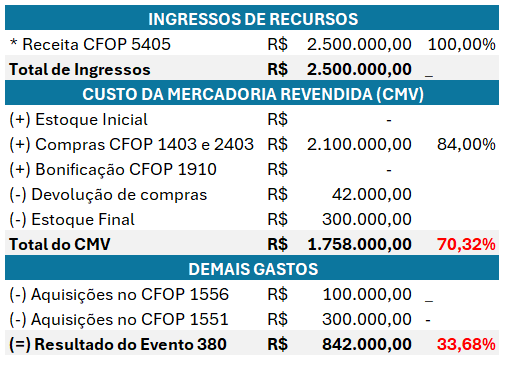 INGRESSOS DE RECURSOS
* Receita CFOP 5405 R$ 2.500.000,00 100,00%
Total de Ingressos R$ 2.500.000,00 _
CUSTO DA MERCADORIA REVENDIDA (CMV)
(+) Estoque Inicial R$ -
(+) Compras CFOP 1403 e 2403 R$ 2.100.000,00 84,00%
(+) Bonificação CFOP 1910 R$ -
(-) Devolução de compras R$ 42.000,00
(-) Estoque Final R$ 300.000,00
Total do CMV R$ 1.758.000,00 70,32%
DEMAIS GASTOS
(-) Aquisições no CFOP 1556 R$ 100.000,00 _
(-) Aquisições no CFOP 1551 R$ 300.000,00 -
(=) Resultado do Evento 380 R$ 842.000,00 33,68%